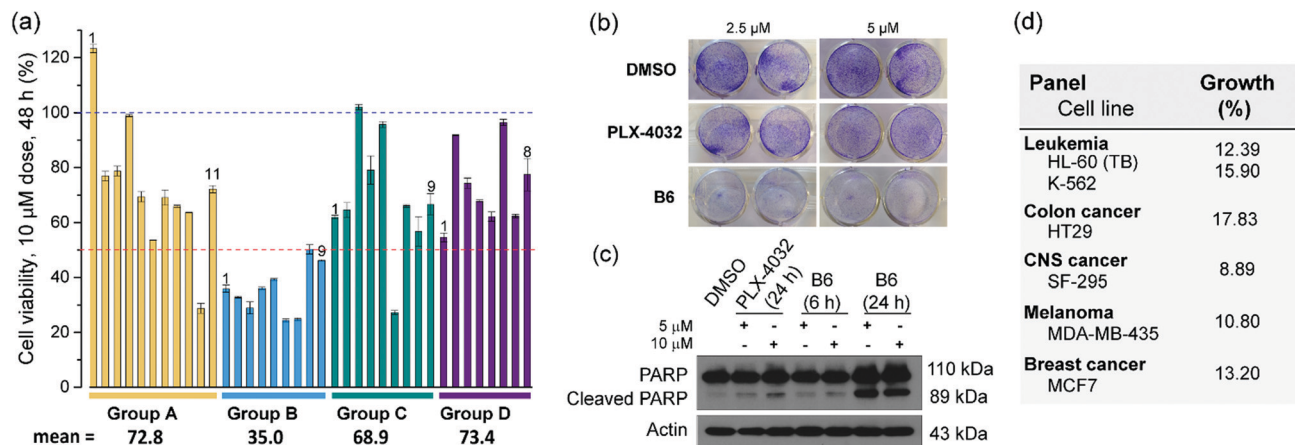 (a)
Cell viability, 10 µM dose, 48 h (%)
120
100
80
60
40
20
0
1
11
1
9
1
9
1
8
Group A
Group B
Group C
Group D
mean =
72.8
35.0
68.9
73.4
(b)
2.5 µM
5 µM
DMSO
PLX-4032
B6
(c)
DMSO
PLX-4032
(24 h)
B6
(6 h)
B6
(24 h)
5 µM
+ - + - + -
10 µM
- + - + - +
PARP
110 kDa
Cleaved PARP
89 kDa
Actin
43 kDa
(d)
Panel
Growth
Cell line
(%)
Leukemia
12.39
HL-60 (TB)
15.90
K-562
Colon cancer
17.83
HT29
CNS cancer
8.89
SF-295
Melanoma
10.80
MDA-MB-435
Breast cancer
13.20
MCF7